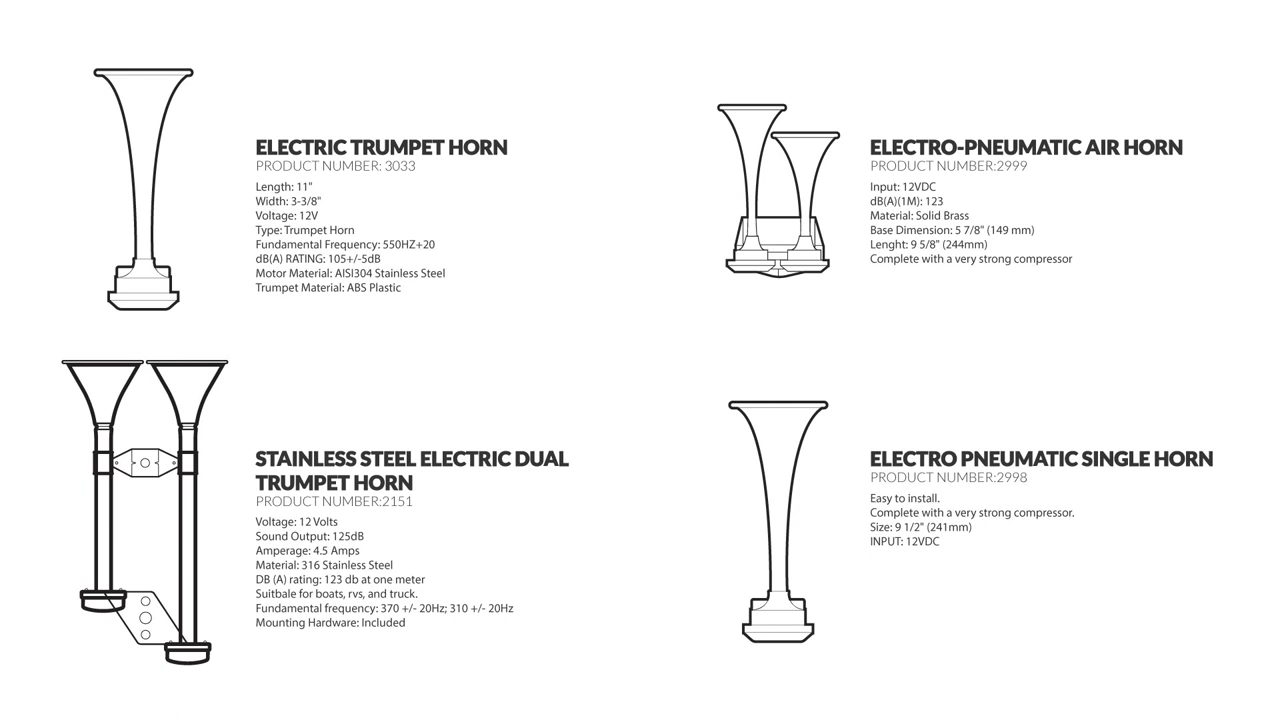 ELECTRIC TRUMPET HORN
PRODUCT NUMBER: 3033
Length: 11"
Width: 3-3/8"
Voltage: 12V
Type: Trumpet Horn
Fundamental Frequency: 550HZ+20
dB(A) RATING: 105+/-5dB
Motor Material: AISI304 Stainless Steel
Trumpet Material: ABS Plastic
ELECTRO-PNEUMATIC AIR HORN
PRODUCT NUMBER:2999
Input: 12VDC
dB(A)(1M): 123
Material: Solid Brass
Base Dimension: 5 7/8" (149 mm)
Lenght: 9 5/8" (244mm)
Complete with a very strong compressor
STAINLESS STEEL ELECTRIC DUAL
TRUMPET HORN
PRODUCT NUMBER:2151
Voltage: 12 Volts
Sound Output: 125dB
Amperage: 4.5 Amps
Material: 316 Stainless Steel
DB (A) rating: 123 db at one meter
Suitbale for boats, rvs, and truck.
Fundamental frequency: 370 +/- 20Hz; 310 +/- 20Hz
Mounting Hardware: Included
ELECTRO PNEUMATIC SINGLE HORN
PRODUCT NUMBER:2998
Easy to install.
Complete with a very strong compressor.
Size: 9 1/2" (241mm)
INPUT: 12VDC